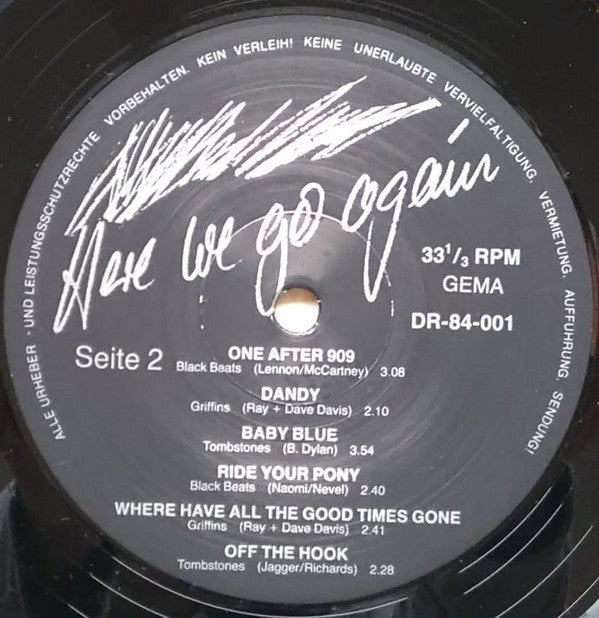 ALLE URHEBER - UND LEISTUNGSSCHUTZRECHTE VORBEHALTEN. KEIN VERLEIH! KEINE UNERLAUBTE VERVIELFÄLTIGUNG, VERMIETUNG, AUFFÜHRUNG, SENDUNG!
Here we go again
33 1/3 RPM
GEMA
DR-84-001
Seite 2
ONE AFTER 909
Black Beats (Lennon/McCartney) 3.08
DANDY
Griffins (Ray + Dave Davis) 2.10
BABY BLUE
Tombstones (B. Dylan) 3.54
RIDE YOUR PONY
Black Beats (Naomi/Nevel) 2.40
WHERE HAVE ALL THE GOOD TIMES GONE
Griffins (Ray + Dave Davis) 2.41
OFF THE HOOK
Tombstones (Jagger/Richards) 2.28